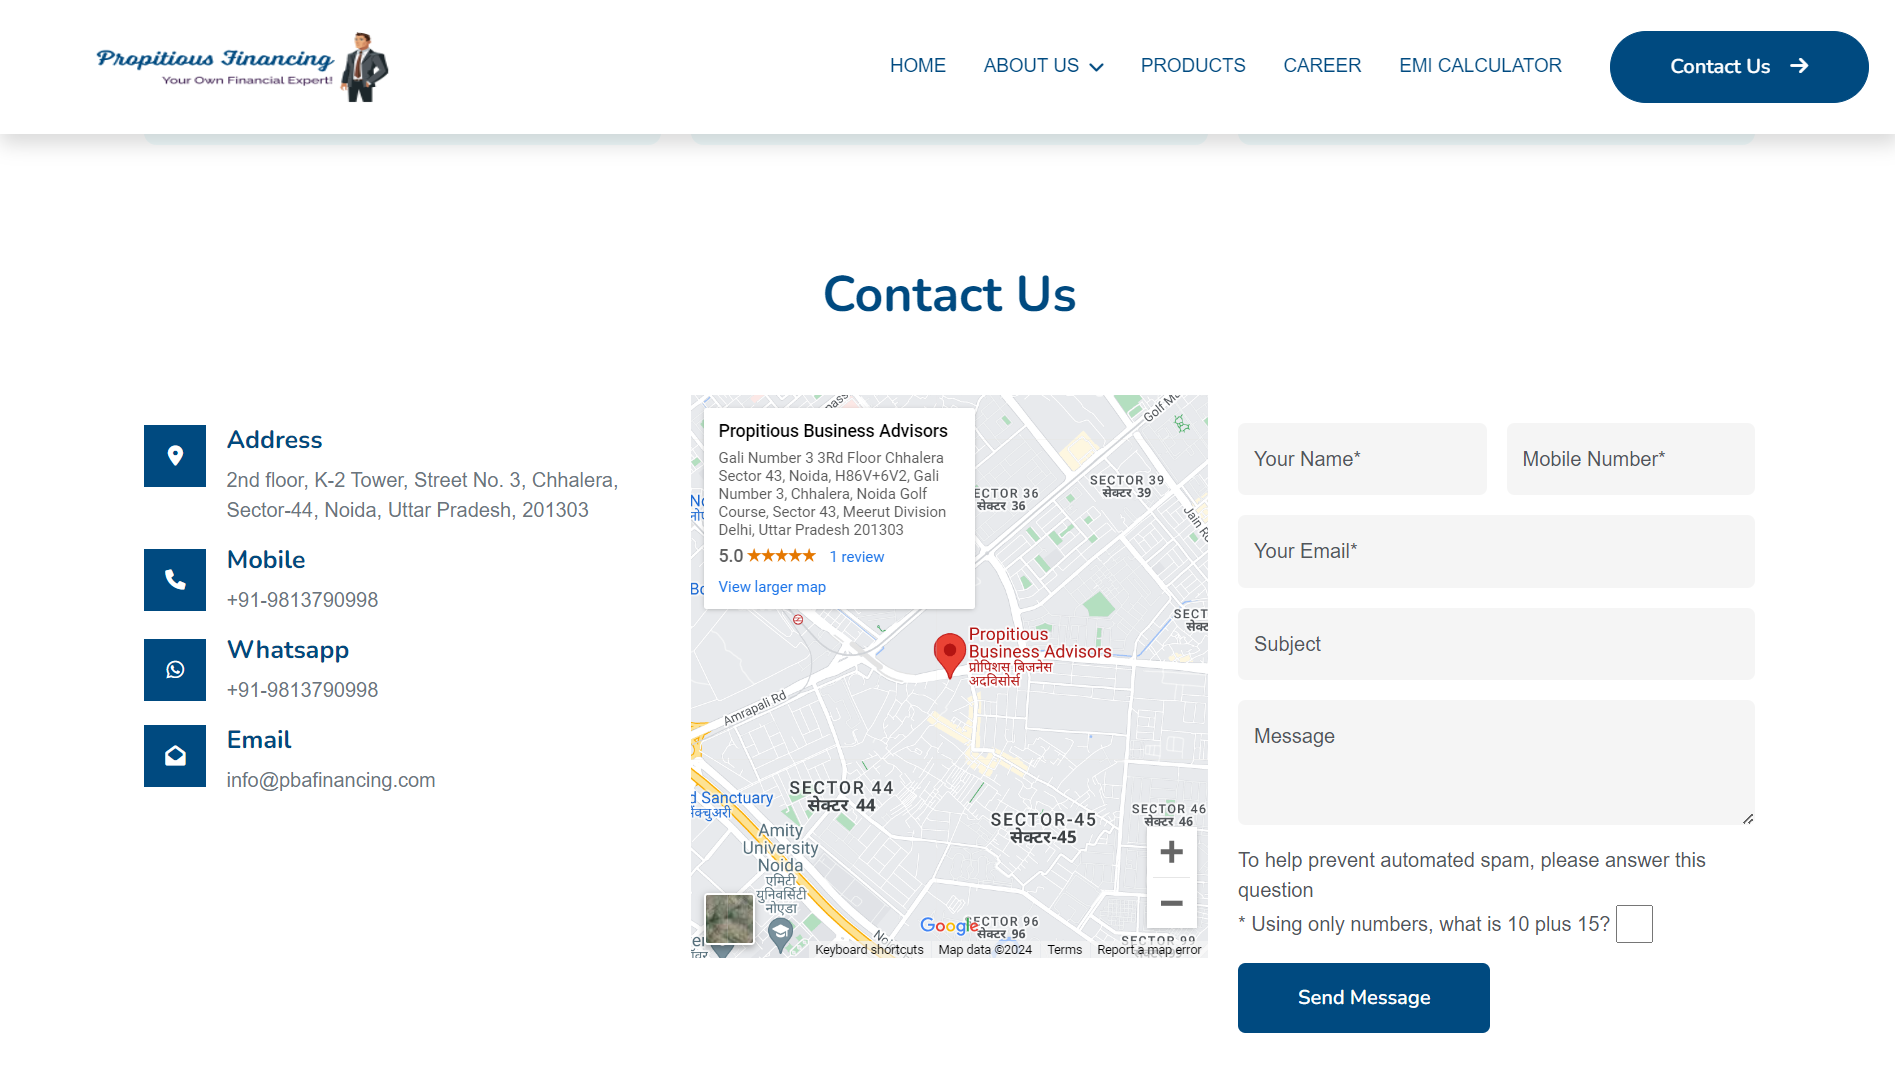 Propitious Financing
Your Own Financial Expert!
HOME
ABOUT US
PRODUCTS
CAREER
EMI CALCULATOR
Contact Us
Contact Us
Address
2nd floor, K-2 Tower, Street No. 3, Chhalera,
Sector-44, Noida, Uttar Pradesh, 201303
Mobile
+91-9813790998
Whatsapp
+91-9813790998
Email
info@pbafinancing.com
Propitious Business Advisors
Gali Number 3 3Rd Floor Chhalera
Sector 43, Noida, H86V+6V2, Gali
Number 3, Chhalera, Noida Golf
Course, Sector 43, Meerut Division
Delhi, Uttar Pradesh 201303
5.0 ★★★★★ 1 review
View larger map
SECTOR 39
सेक्टर 39
ECTOR 36
सेक्टर 36
Propitious
Business Advisors
प्रोपिशस बिजनेस
अदविसोर्स
Amrapali Rd
SECTOR 44
सेक्टर 44
d Sanctuary
SECTOR-45
सेक्टर-45
SECTOR 46
सेक्टर 46
Amity
University
Noida
एमिटी
यूनिवर्सिटी
नोएडा
Google
ECTOR 96
सेक्टर 96
SECTOR 99
Keyboard shortcuts
Map data ©2024
Terms
Report a map error
Your Name*
Mobile Number*
Your Email*
Subject
Message
To help prevent automated spam, please answer this
question
* Using only numbers, what is 10 plus 15?
Send Message